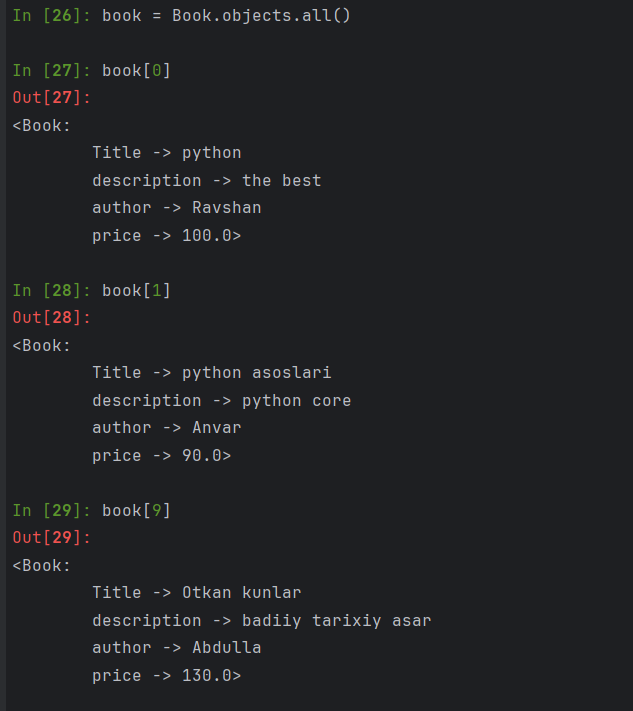 In [26]: book = Book.objects.all()
In [27]: book[0]
Out[27]:
<Book:
Title -> python
description -> the best
author -> Ravshan
price -> 100.0>
In [28]: book[1]
Out[28]:
<Book:
Title -> python asoslari
description -> python core
author -> Anvar
price -> 90.0>
In [29]: book[9]
Out[29]:
<Book:
Title -> Otkan kunlar
description -> badiiy tarixiy asar
author -> Abdulla
price -> 130.0>